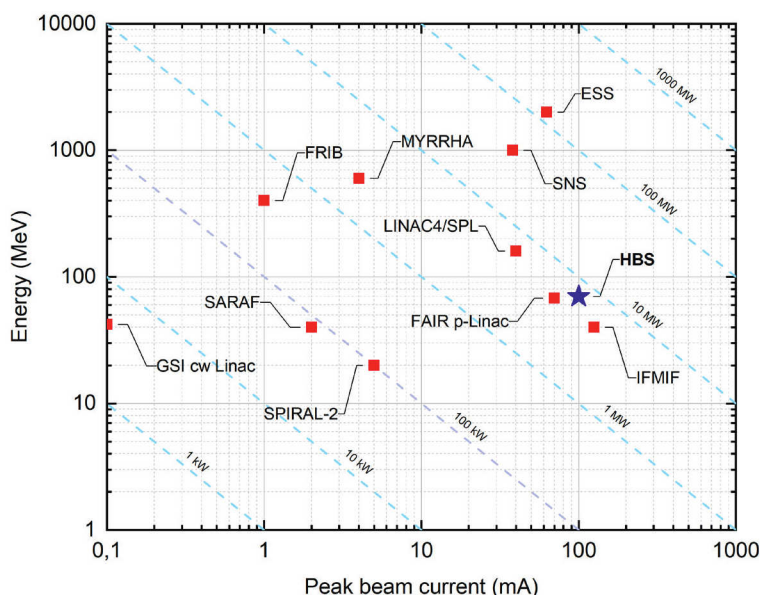 10000
1000
100
10
1
Energy (MeV)
0,1
1
10
100
1000
Peak beam current (mA)
ESS
1000 MW
MYRRHA
FRIB
SNS
100 MW
LINAC4/SPL
HBS
SARAF
FAIR p-Linac
10 MW
GSI cw Linac
IFMIF
SPIRAL-2
100 kW
1 MW
1 kW
10 kW